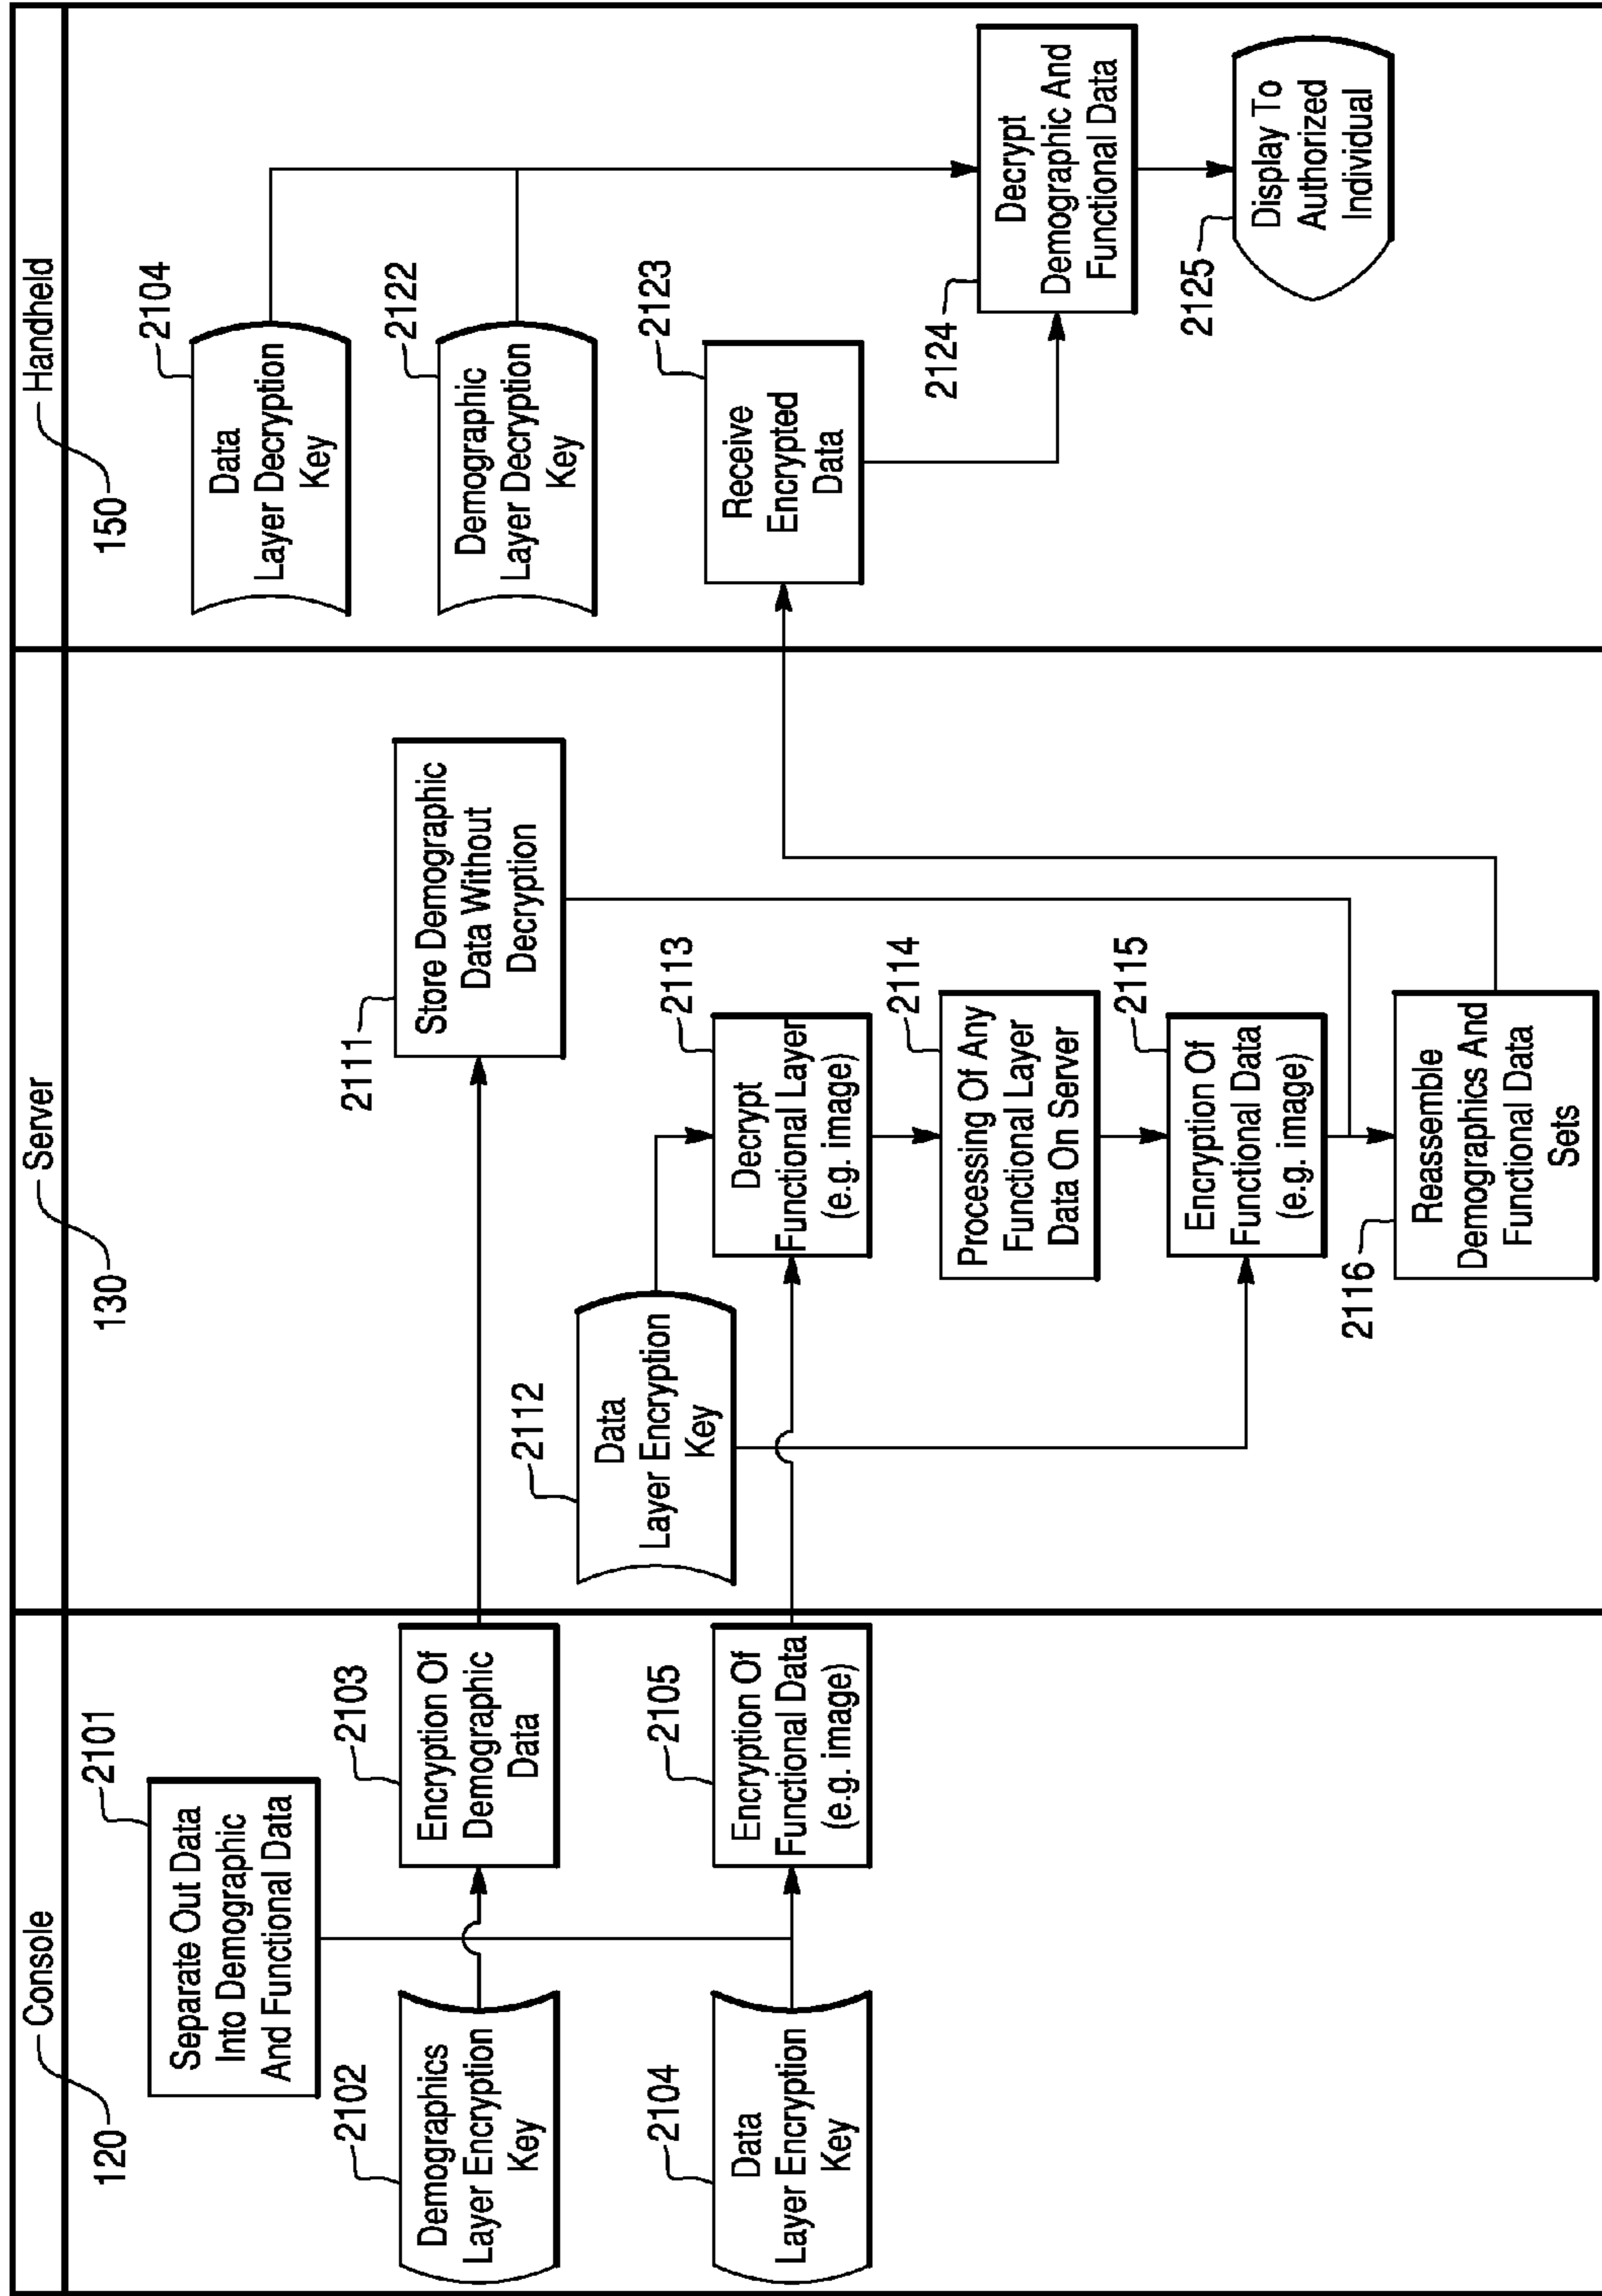 Console
120
2101
Separate Out Data
Into Demographic
And Functional Data
2102
Demographics
Layer Encryption
Key
2103
Encryption Of
Demographic
Data
2104
Data
Layer Encryption
Key
2105
Encryption Of
Functional Data
(e.g. image)
Server
130
2111
Store Demographic
Data Without
Decryption
2112
Data
Layer Encryption
Key
2113
Decrypt
Functional Layer
(e.g. image)
2114
Processing Of Any
Functional Layer
Data On Server
2115
Encryption Of
Functional Data
(e.g. image)
2116
Reassemble
Demographics And
Functional Data
Sets
Handheld
150
2104
Data
Layer Decryption
Key
2122
Demographic
Layer Decryption
Key
2123
Receive
Encrypted
Data
2124
Decrypt
Demographic And
Functional Data
2125
Display To
Authorized
Individual